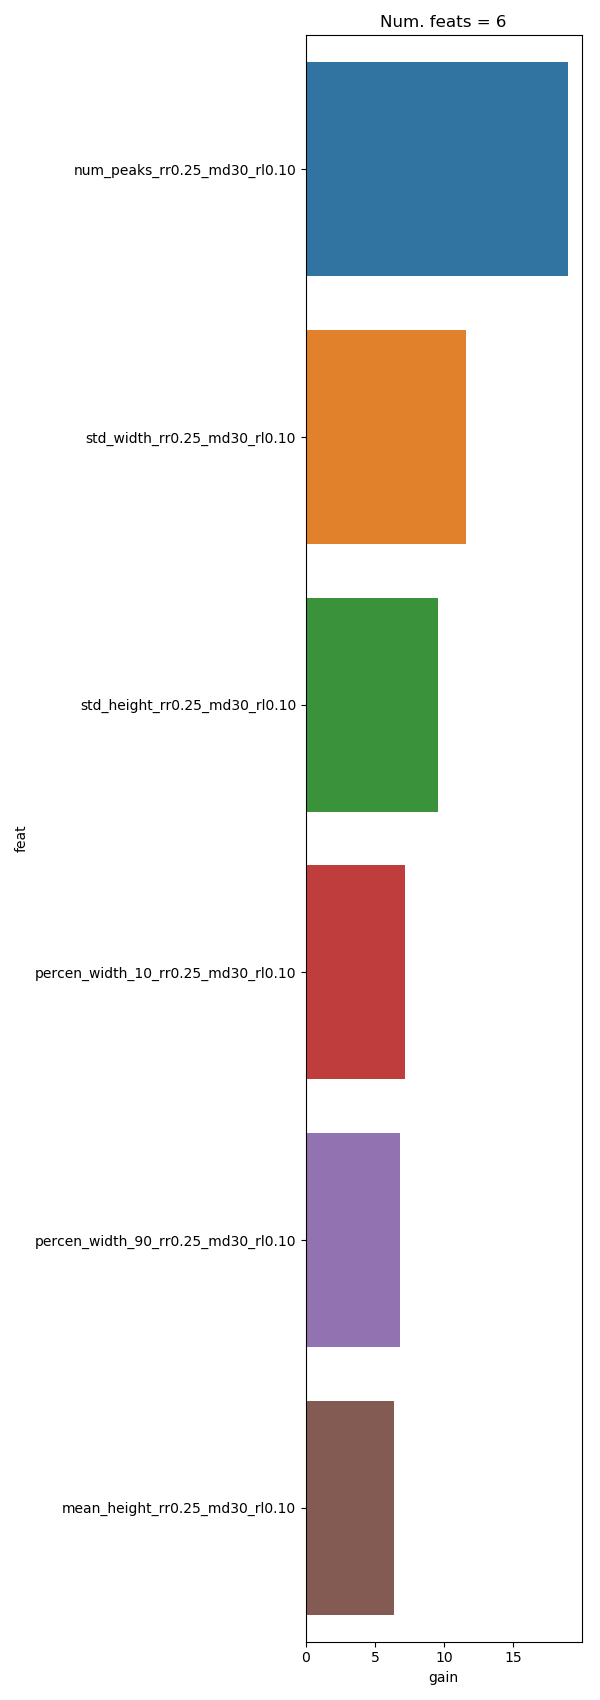 Num. feats = 6
num_peaks_rr0.25_md30_rl0.10
std_width_rr0.25_md30_rl0.10
std_height_rr0.25_md30_rl0.10
feat
percen_width_10_rr0.25_md30_rl0.10
percen_width_90_rr0.25_md30_rl0.10
mean_height_rr0.25_md30_rl0.10
0 5 10 15
gain